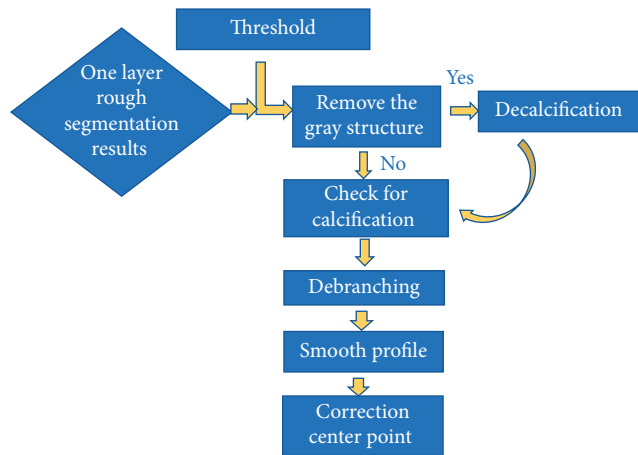 Threshold
One layer
rough
segmentation
results
Remove the
gray structure
Yes
Decalcification
No
Check for
calcification
Debranching
Smooth profile
Correction
center point